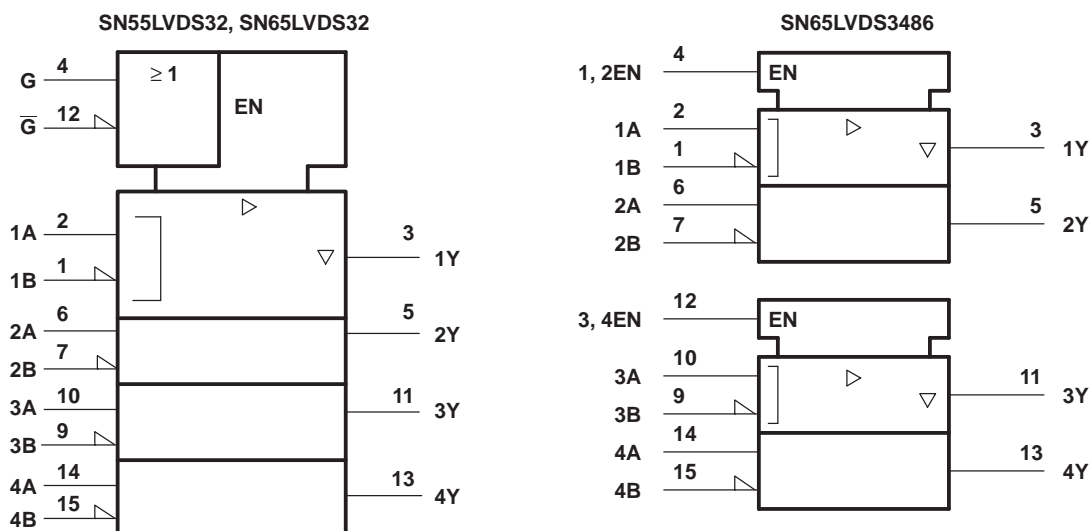 SN55LVDS32, SN65LVDS32
G 4 ≥ 1
G̅ 12 EN
1A 2
1B 1
3 1Y
2A 6
2B 7
5 2Y
3A 10
3B 9
11 3Y
4A 14
4B 15
13 4Y
SN65LVDS3486
1, 2EN 4 EN
1A 2
1B 1
3 1Y
2A 6
2B 7
5 2Y
3, 4EN 12 EN
3A 10
3B 9
11 3Y
4A 14
4B 15
13 4Y